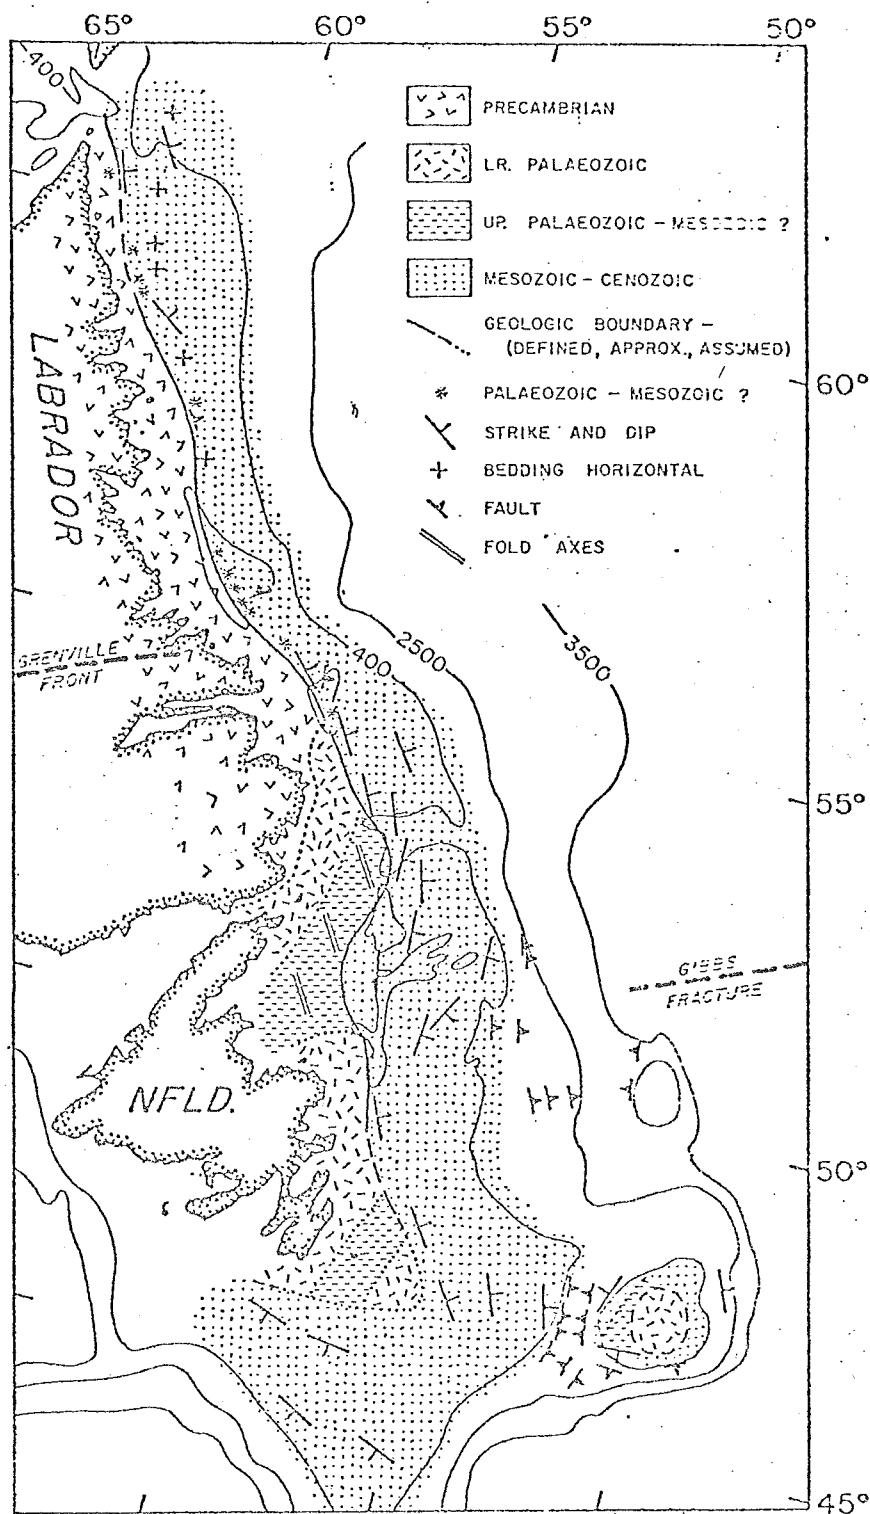 65° 60° 55° 50°
400
PRECAMBRIAN
LR. PALAEOZOIC
UP. PALAEOZOIC – MESOZOIC ?
MESOZOIC – CENOZOIC
GEOLOGIC BOUNDARY –
(DEFINED, APPROX., ASSUMED)
PALAEOZOIC – MESOZOIC ?
STRIKE AND DIP
BEDDING HORIZONTAL
FAULT
FOLD AXES
60°
LABRADOR
GRENVILLE
FRONT
400
2500
3500
55°
GIBBS
FRACTURE
NFLD.
50°
45°